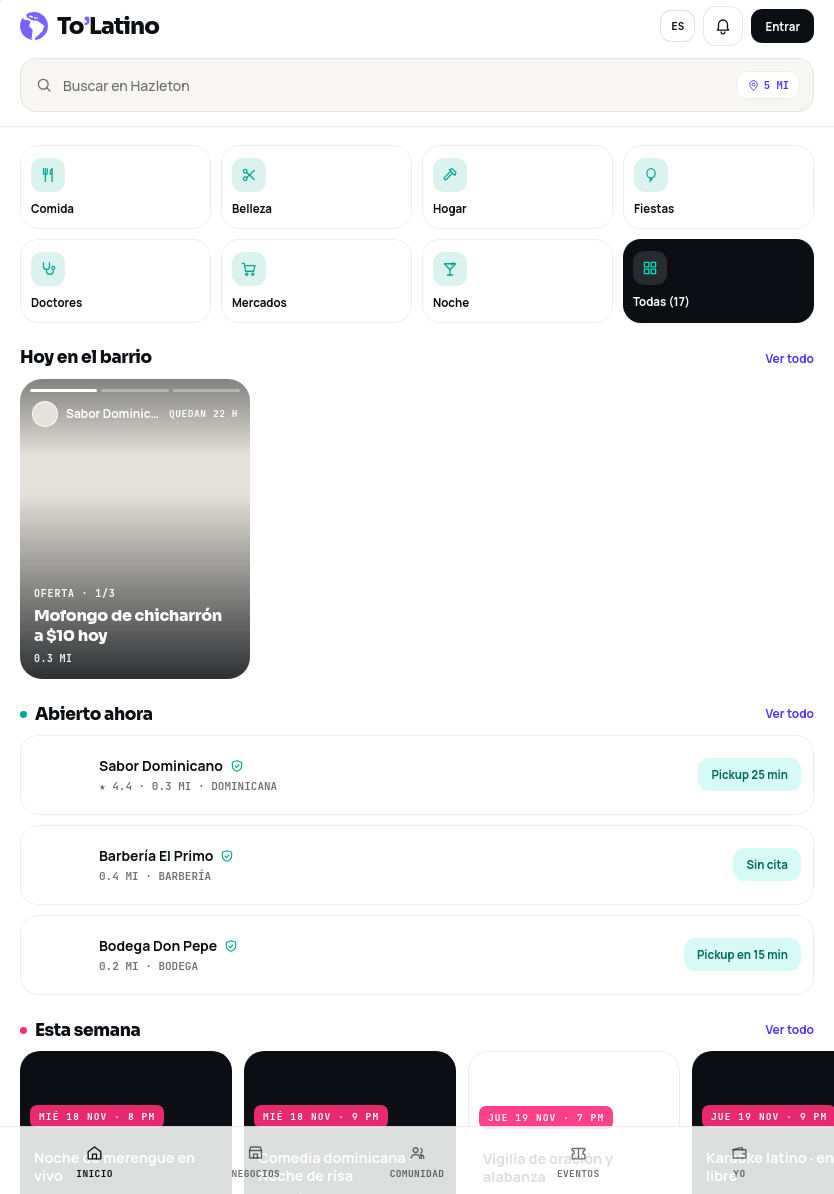 To'Latino
ES
Entrar
Buscar en Hazleton
5 MI
Comida
Belleza
Hogar
Fiestas
Doctores
Mercados
Noche
Todas (17)
Hoy en el barrio
Ver todo
Sabor Dominic…
QUEDAN 22 H
OFERTA · 1/3
Mofongo de chicharrón
a $10 hoy
0.3 MI
Abierto ahora
Ver todo
Sabor Dominicano
★ 4.4 · 0.3 MI · DOMINICANA
Pickup 25 min
Barbería El Primo
0.4 MI · BARBERÍA
Sin cita
Bodega Don Pepe
0.2 MI · BODEGA
Pickup en 15 min
Esta semana
Ver todo
MIÉ 18 NOV · 8 PM
MIÉ 18 NOV · 9 PM
JUE 19 NOV · 7 PM
JUE 19 NOV · 9 PM
Noche de merengue en
vivo
Comedia dominicana
Noche de risa
Vigilia de oración y
alabanza
Karaoke latino · en
libre
INICIO
NEGOCIOS
COMUNIDAD
EVENTOS
YO